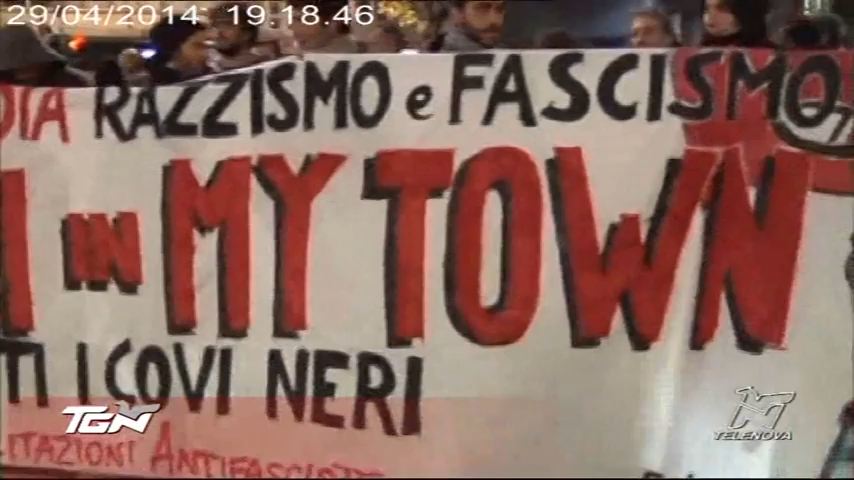 29/04/2014 19.18.46
RAZZISMO e FASCISMO
IN MY TOWN
I COVI NERI
TGN
TELENOVA